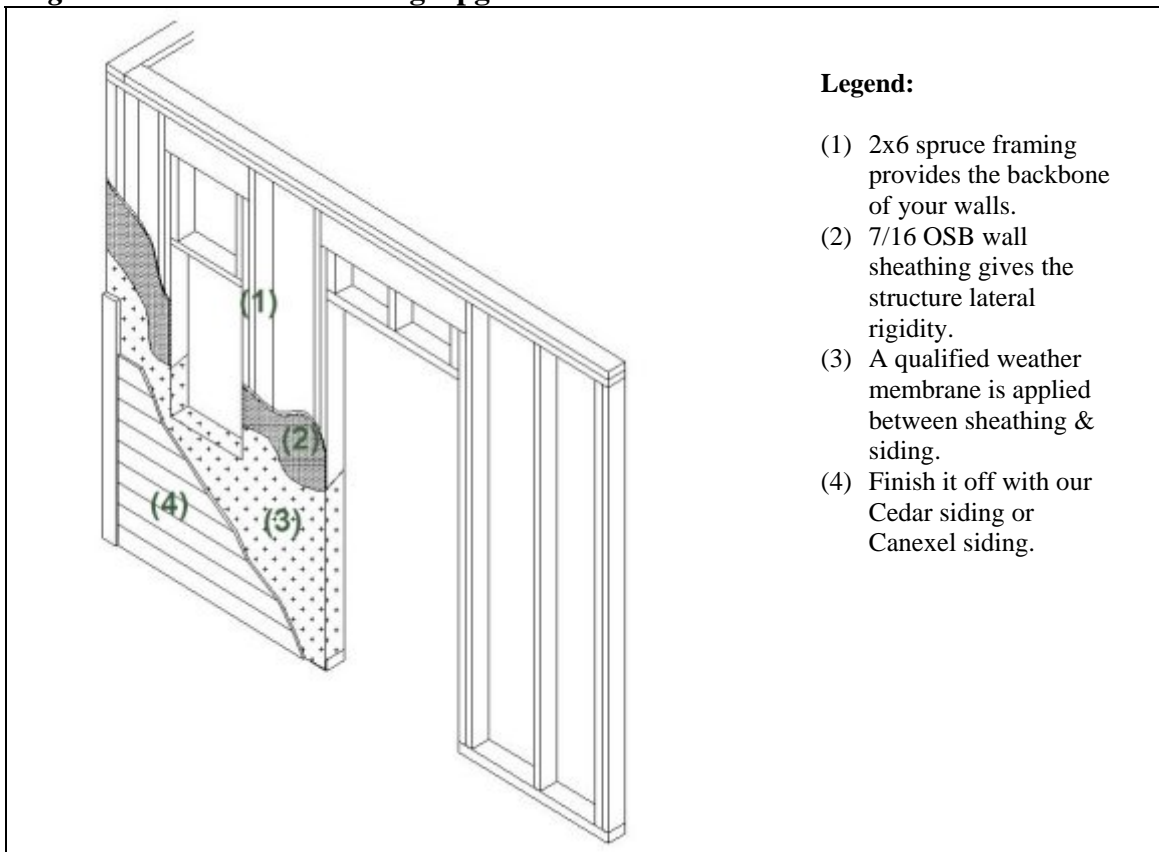 (1)
(2)
(3)
(4)
Legend:
(1) 2x6 spruce framing
provides the backbone
of your walls.
(2) 7/16 OSB wall
sheathing gives the
structure lateral
rigidity.
(3) A qualified weather
membrane is applied
between sheathing &
siding.
(4) Finish it off with our
Cedar siding or
Canexel siding.